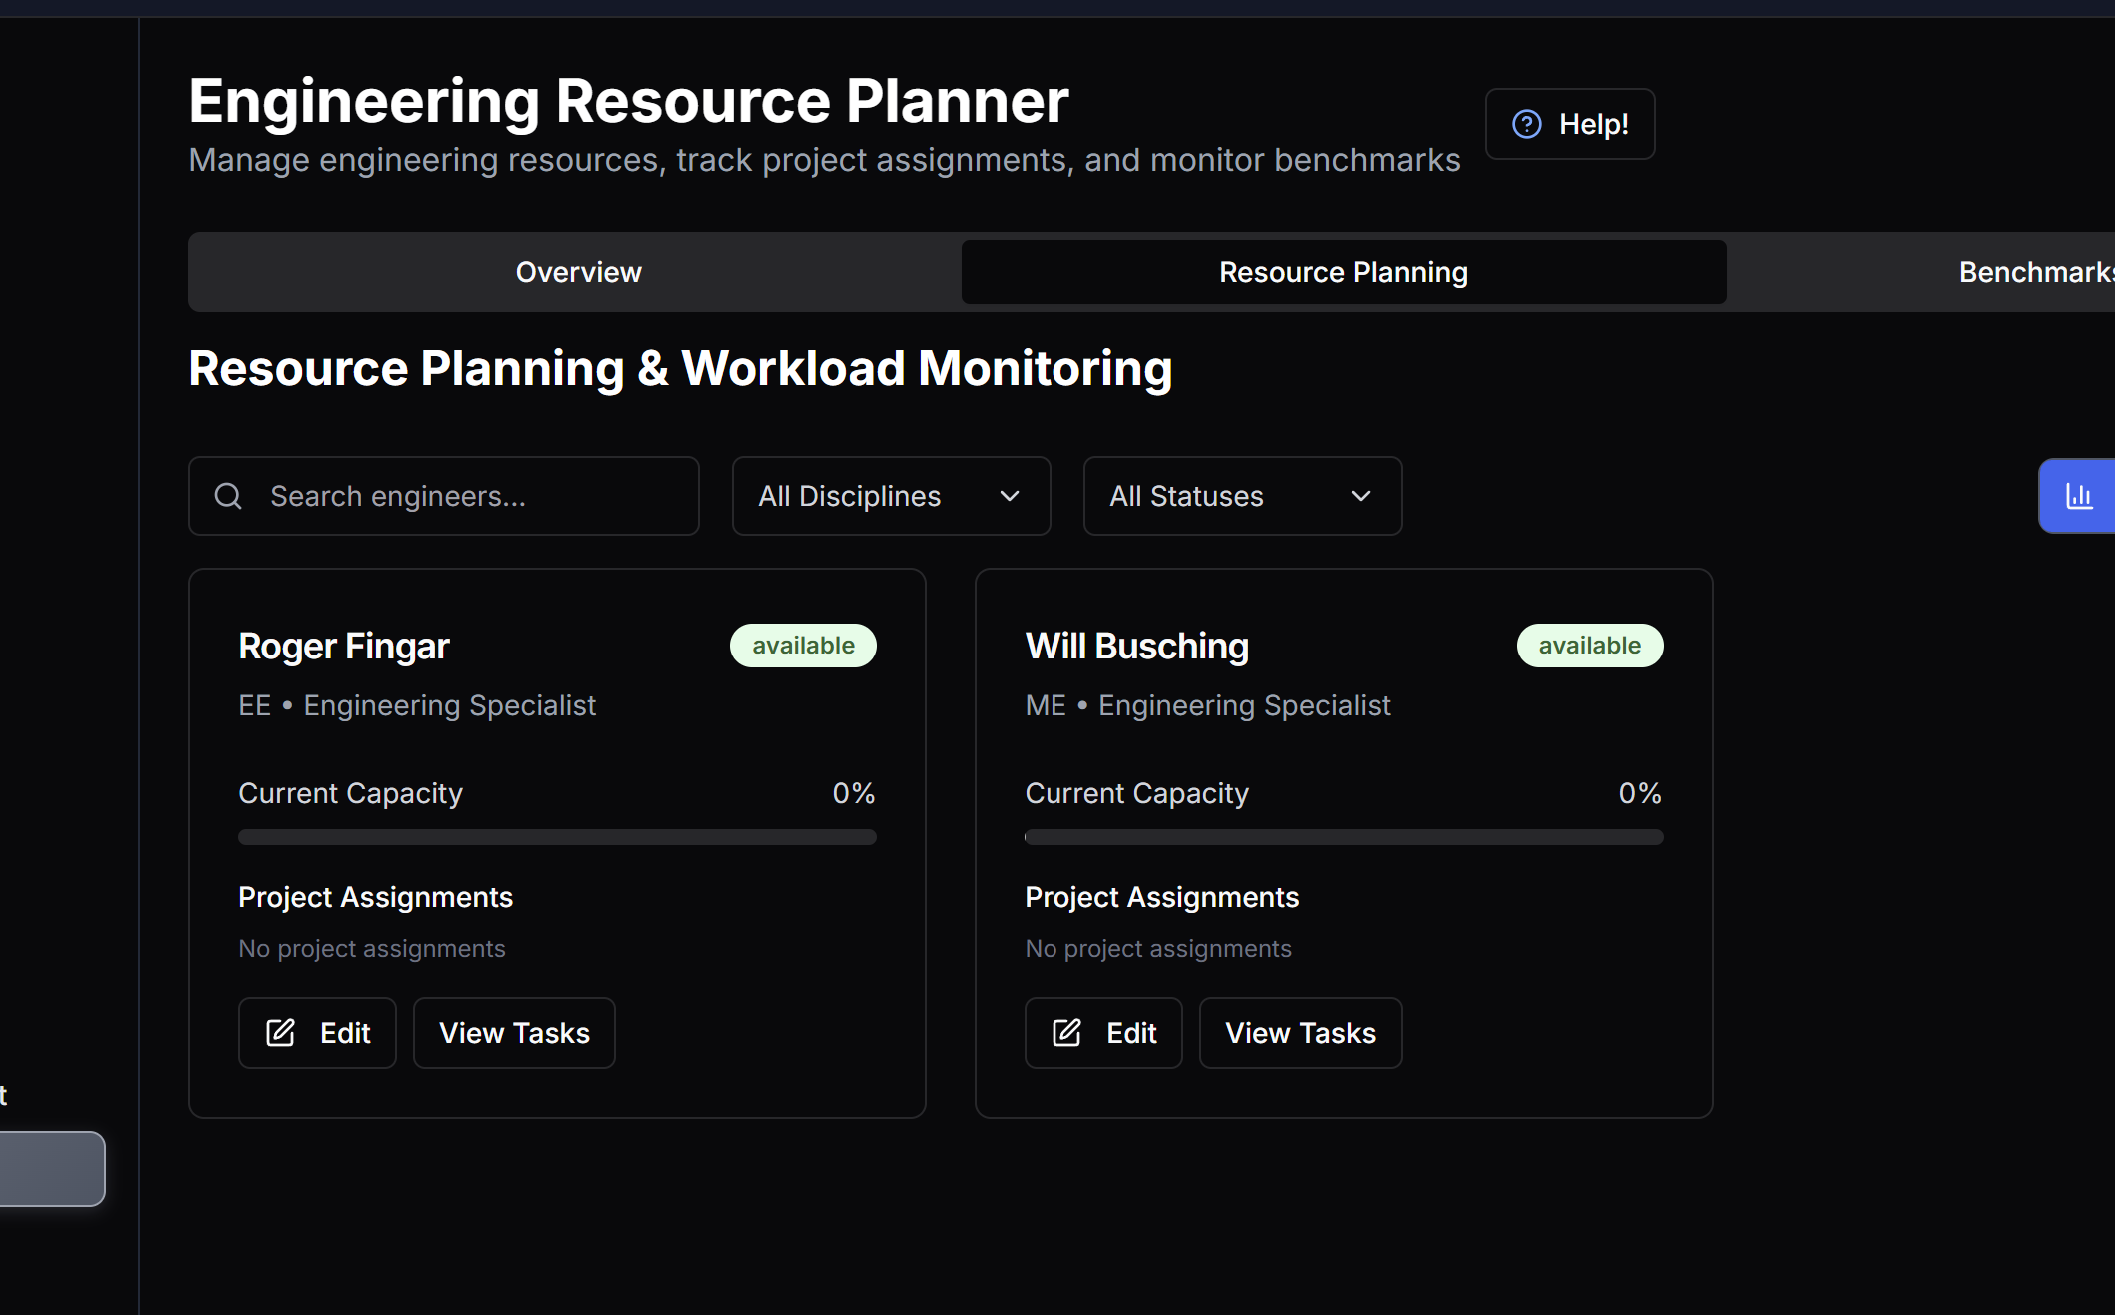 Engineering Resource Planner
Manage engineering resources, track project assignments, and monitor benchmarks
Help!
Overview
Resource Planning
Benchmarks
Resource Planning & Workload Monitoring
Search engineers...
All Disciplines
All Statuses
Roger Fingar
available
EE • Engineering Specialist
Current Capacity
0%
Project Assignments
No project assignments
Edit
View Tasks
Will Busching
available
ME • Engineering Specialist
Current Capacity
0%
Project Assignments
No project assignments
Edit
View Tasks
t